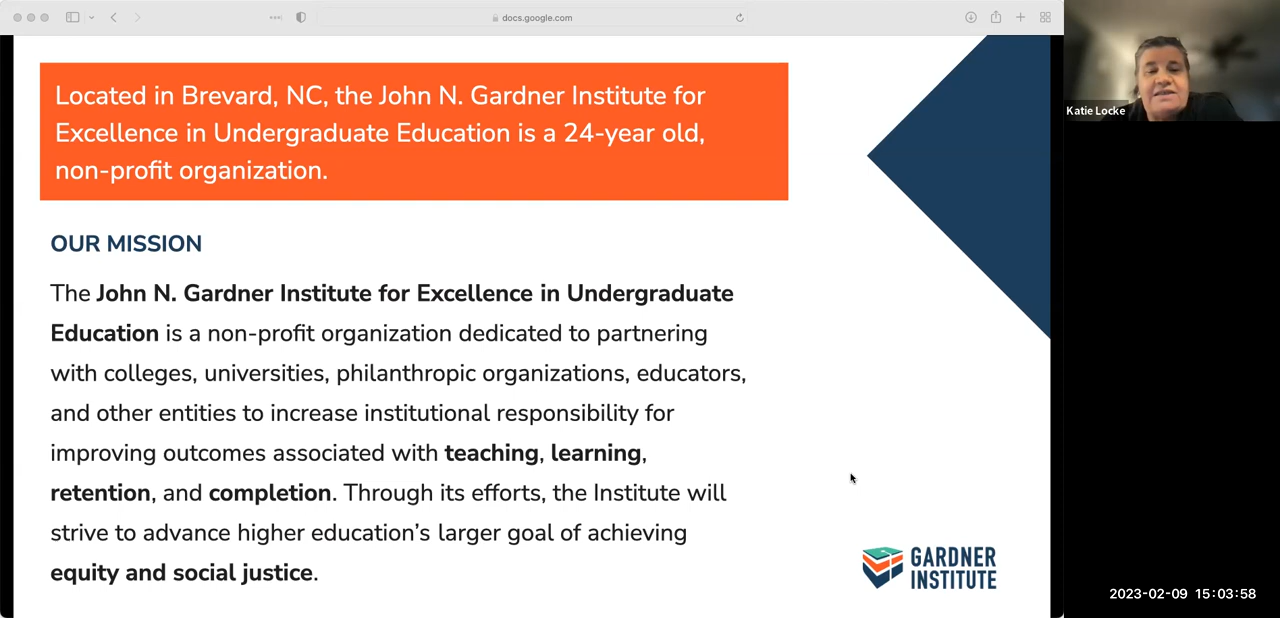 docs.google.com
Located in Brevard, NC, the John N. Gardner Institute for
Excellence in Undergraduate Education is a 24-year old,
non-profit organization.
OUR MISSION
The John N. Gardner Institute for Excellence in Undergraduate
Education is a non-profit organization dedicated to partnering
with colleges, universities, philanthropic organizations, educators,
and other entities to increase institutional responsibility for
improving outcomes associated with teaching, learning,
retention, and completion. Through its efforts, the Institute will
strive to advance higher education’s larger goal of achieving
equity and social justice.
GARDNER
INSTITUTE
Katie Locke
2023-02-09 15:03:58